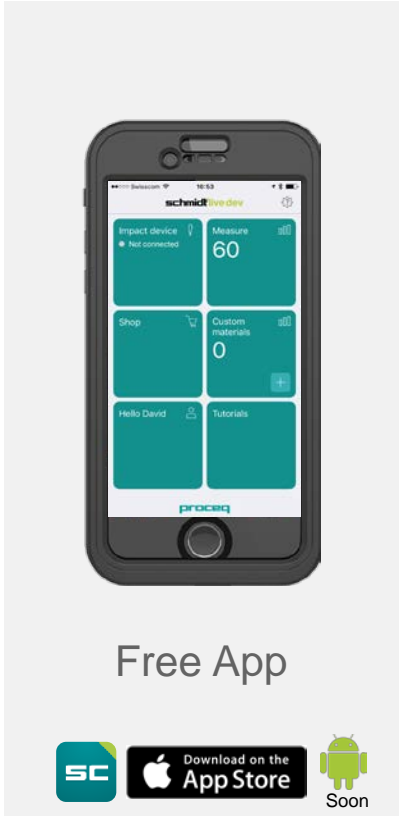 Swisscom 16:53
schmidt live dev
Impact device
Not connected
Measure
60
Shop
Custom
materials
0
+
Hello David
Tutorials
proceq
Free App
SC
Download on the
App Store
Soon